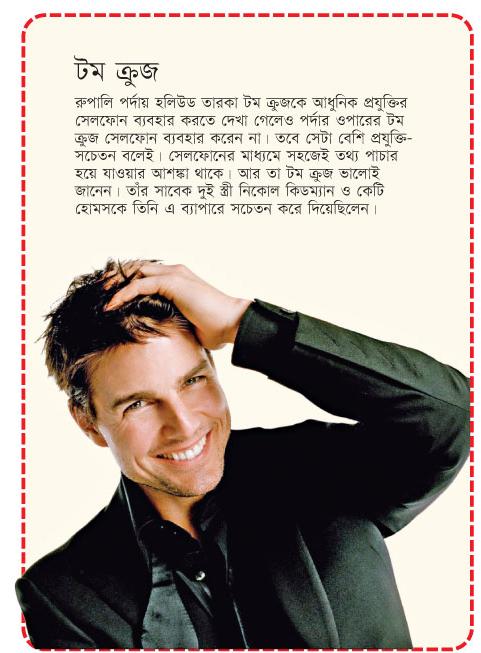 টম ক্রুজ
রুপালি পর্দায় হলিউড তারকা টম ক্রুজকে আধুনিক প্রযুক্তির
সেলফোন ব্যবহার করতে দেখা গেলেও পর্দার ওপারের টম
ক্রুজ সেলফোন ব্যবহার করেন না। তবে সেটা বেশি প্রযুক্তি-
সচেতন বলেই। সেলফোনের মাধ্যমে সহজেই তথ্য পাচার
হয়ে যাওয়ার আশঙ্কা থাকে। আর তা টম ক্রুজ ভালোই
জানেন। তাঁর সাবেক দুই স্ত্রী নিকোল কিডম্যান ও কেটি
হোমসকে তিনি এ ব্যাপারে সচেতন করে দিয়েছিলেন।